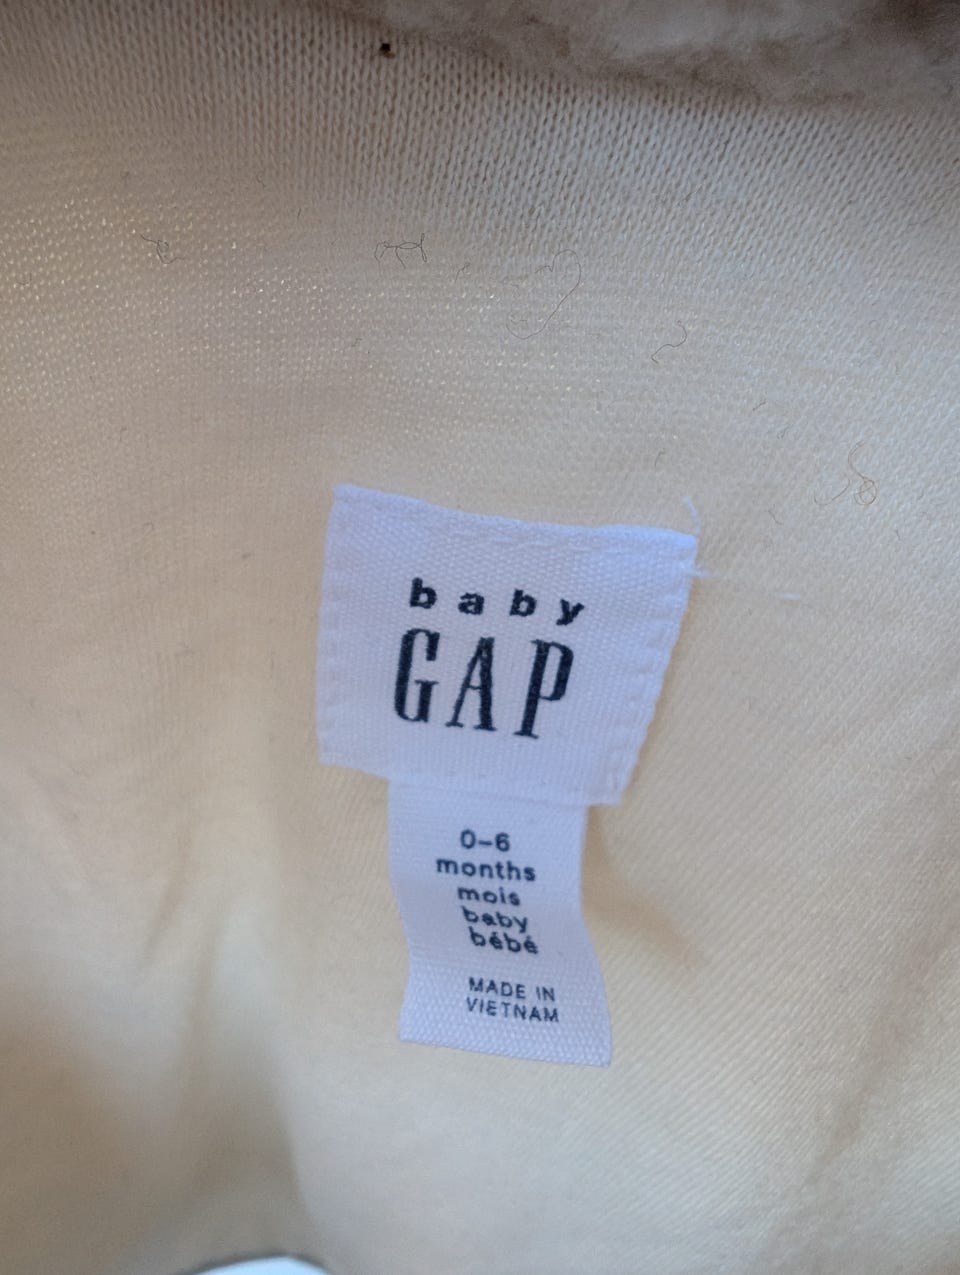 baby
GAP
0-6
months
mois
baby
bébé
MADE IN
VIETNAM